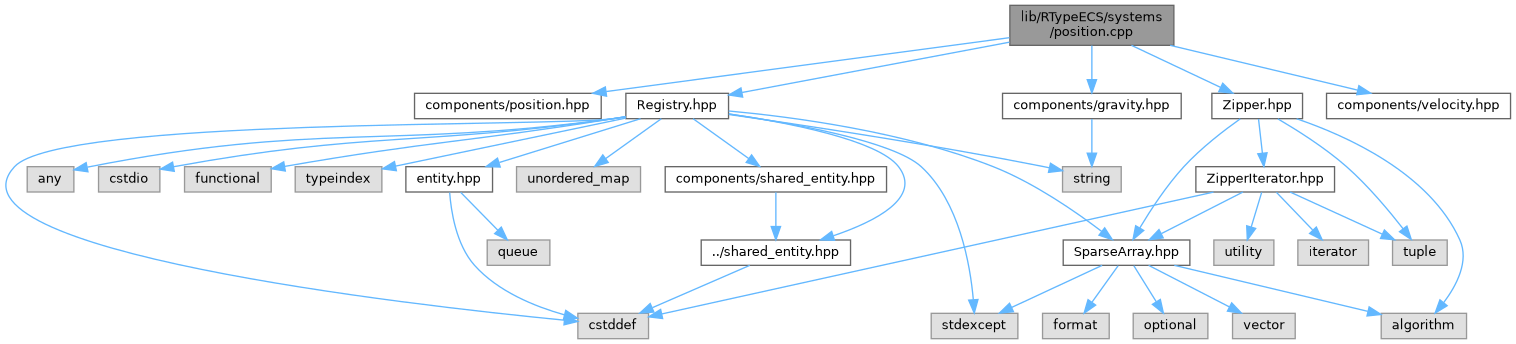 lib/RTypeECS/systems
/position.cpp
components/position.hpp
Registry.hpp
components/gravity.hpp
Zipper.hpp
components/velocity.hpp
any
cstdio
functional
typeindex
entity.hpp
unordered_map
components/shared_entity.hpp
string
ZipperIterator.hpp
queue
../shared_entity.hpp
SparseArray.hpp
utility
iterator
tuple
cstddef
stdexcept
format
optional
vector
algorithm